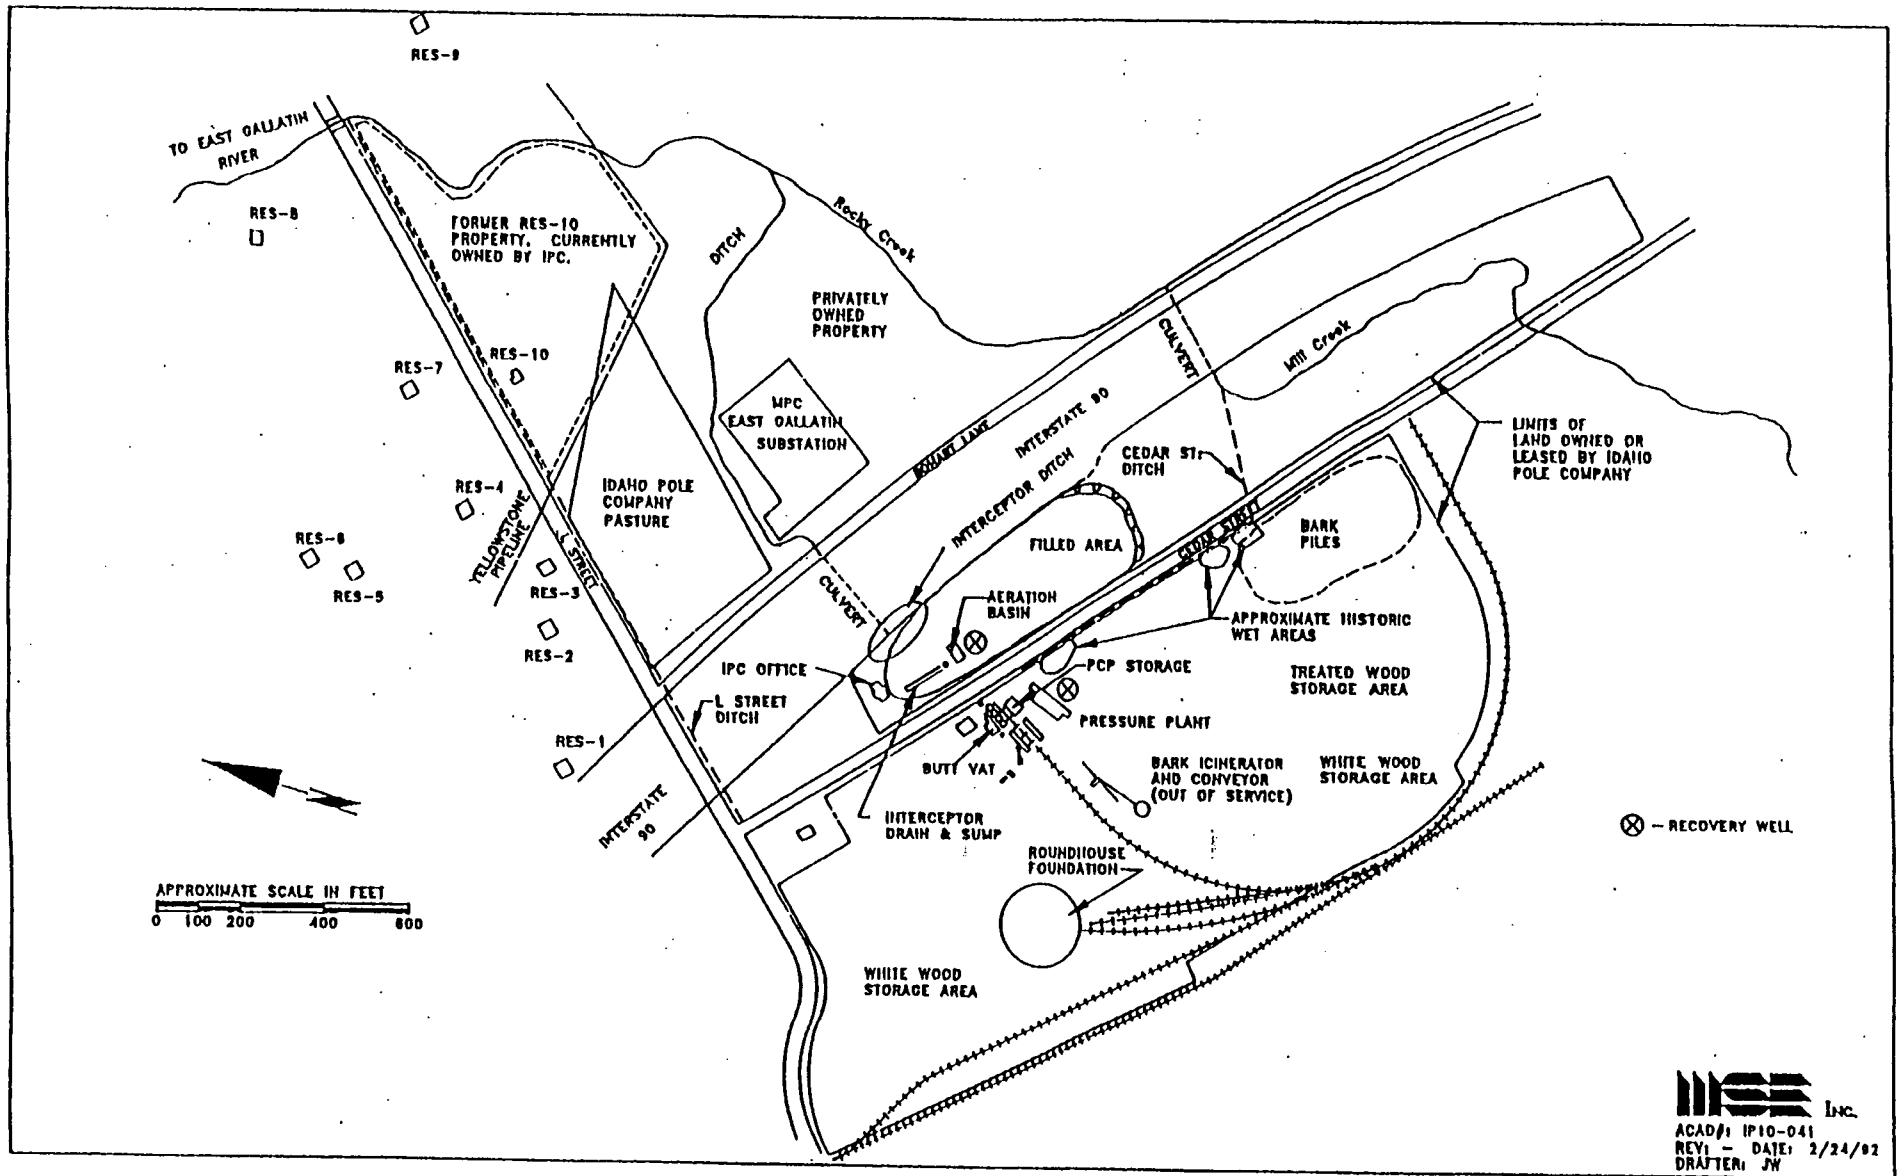 RES-9
TO EAST GALLATIN
RIVER
RES-8
FORMER RES-10
PROPERTY. CURRENTLY
OWNED BY IPC.
DITCH
Rocky Creek
PRIVATELY
OWNED
PROPERTY
CULVERT
Mill Creek
RES-7
RES-10
MPC
EAST GALLATIN
SUBSTATION
BOHART LANE
INTERSTATE 90
INTERCEPTOR DITCH
CEDAR ST.
DITCH
LIMITS OF
LAND OWNED OR
LEASED BY IDAHO
POLE COMPANY
RES-4
IDAHO POLE
COMPANY
PASTURE
YELLOWSTONE
PIPELINE
L STREET
FILLED AREA
CEDAR STREET
BARK
PILES
RES-6
RES-5
RES-3
CULVERT
AERATION
BASIN
APPROXIMATE HISTORIC
WET AREAS
RES-2
IPC OFFICE
PCP STORAGE
TREATED WOOD
STORAGE AREA
L STREET
DITCH
PRESSURE PLANT
RES-1
BUTT VAT
BARK ICINERATOR
AND CONVEYOR
(OUT OF SERVICE)
WHITE WOOD
STORAGE AREA
INTERSTATE
90
INTERCEPTOR
DRAIN & SUMP
- RECOVERY WELL
ROUNDHOUSE
FOUNDATION
APPROXIMATE SCALE IN FEET
0 100 200 400 600
WHITE WOOD
STORAGE AREA
MSE INC.
ACAD#: IP10-041
REV: - DATE: 2/24/92
DRAFTER: JW